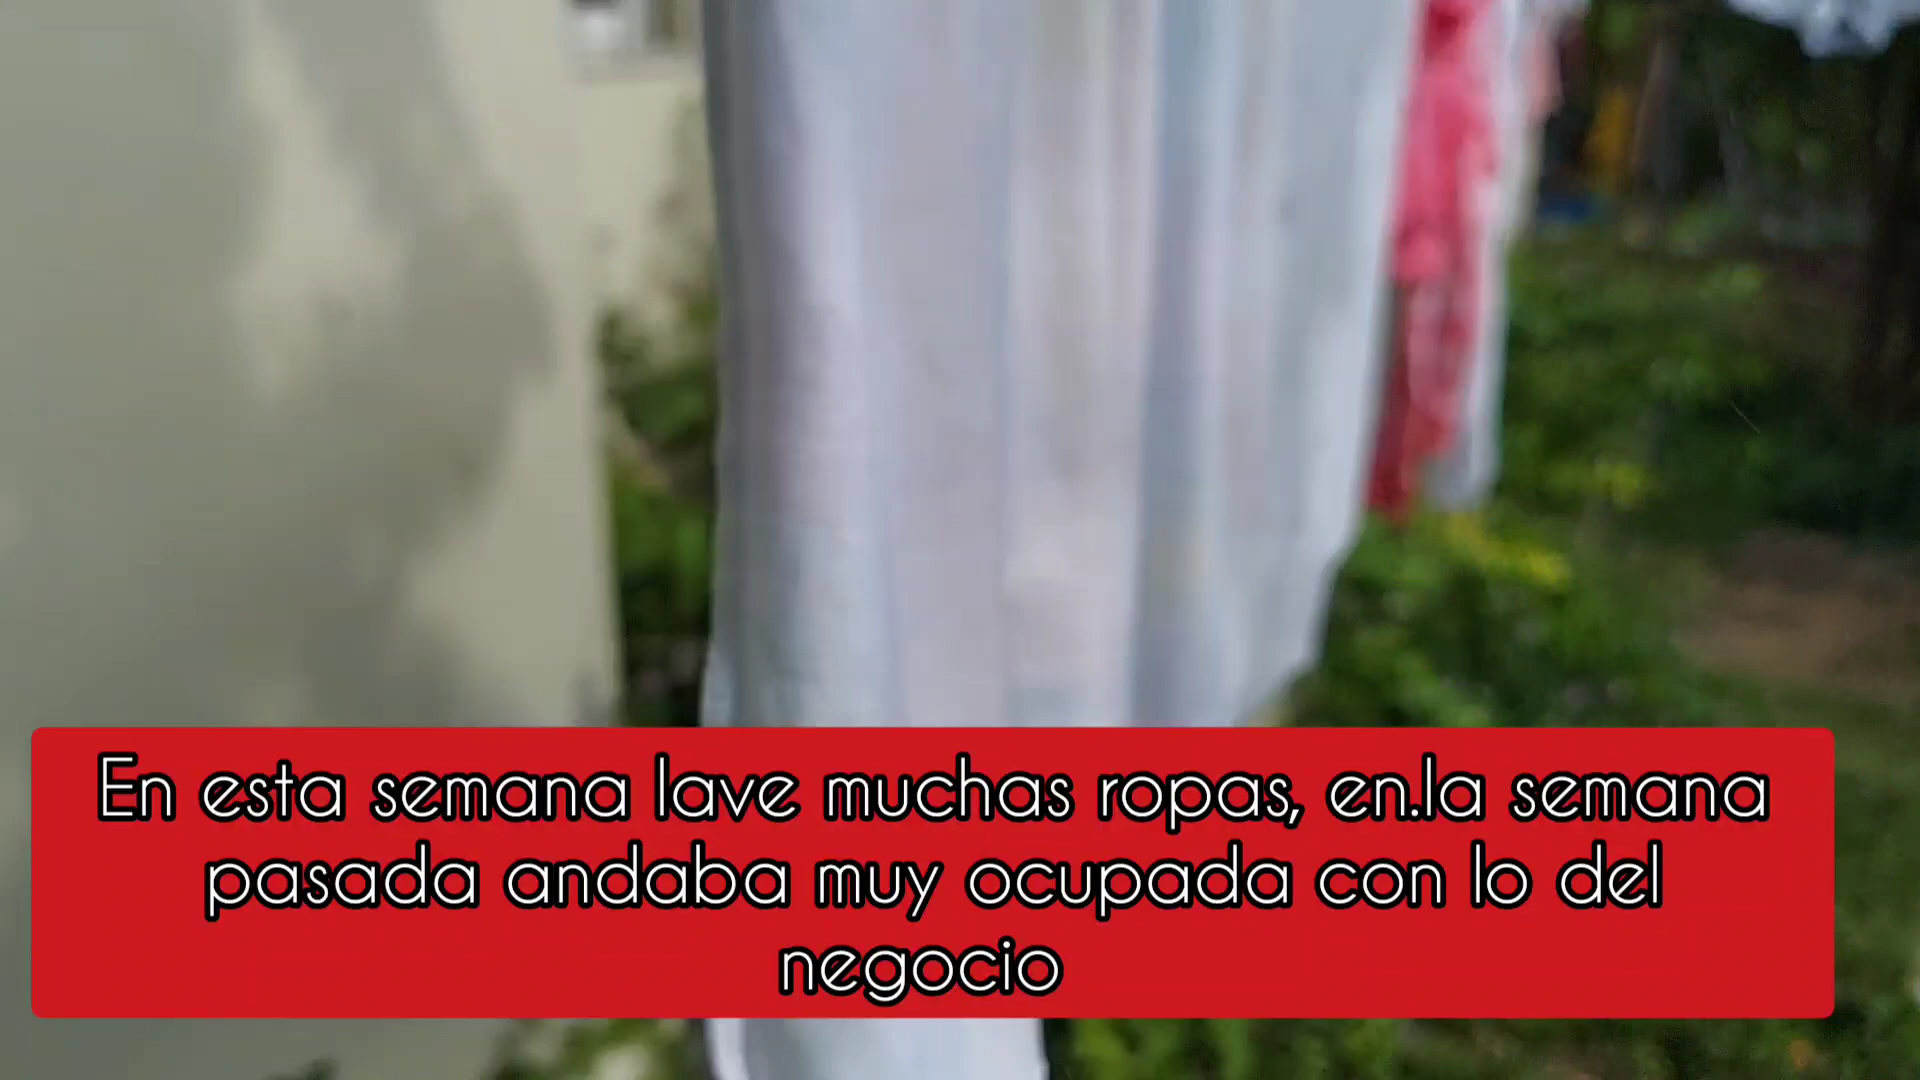 En esta semana lave muchas ropas, en.la semana
pasada andaba muy ocupada con lo del
negocio